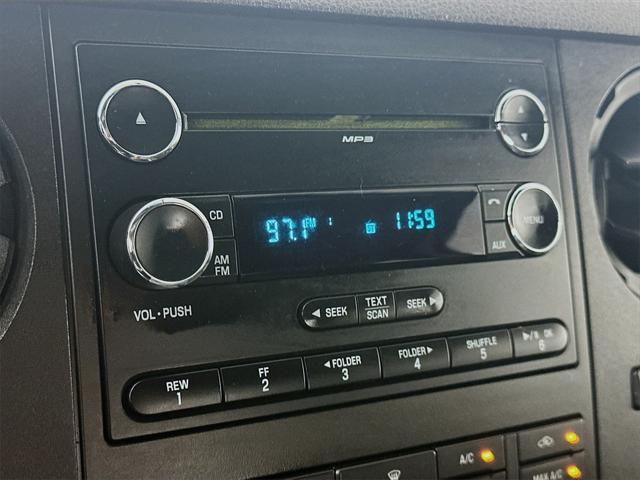 MP3
CD
97.1 FM 1 11:59
MENU
AM
FM
AUX
VOL•PUSH
SEEK TEXT SEEK
SCAN
REW FF FOLDER FOLDER SHUFFLE OK
1 2 3 4 5 6
A/C
MAX A/C